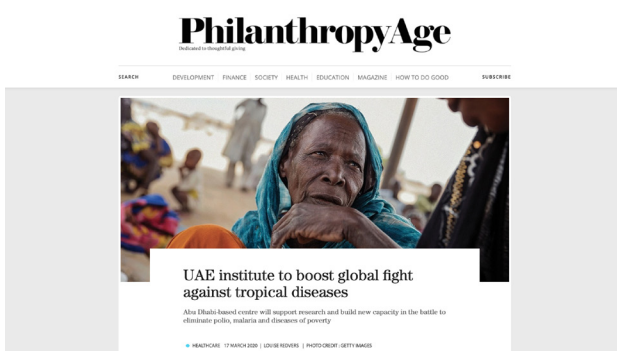 PhilanthropyAge
Dedicated to thoughtful giving
SEARCH
DEVELOPMENT FINANCE SOCIETY HEALTH EDUCATION MAGAZINE HOW TO DO GOOD
SUBSCRIBE
UAE institute to boost global fight
against tropical diseases
Abu Dhabi-based centre will support research and build new capacity in the battle to
eliminate polio, malaria and diseases of poverty
HEALTHCARE 17 MARCH 2020 | LOUISE REDVERS | PHOTO CREDIT: GETTY IMAGES